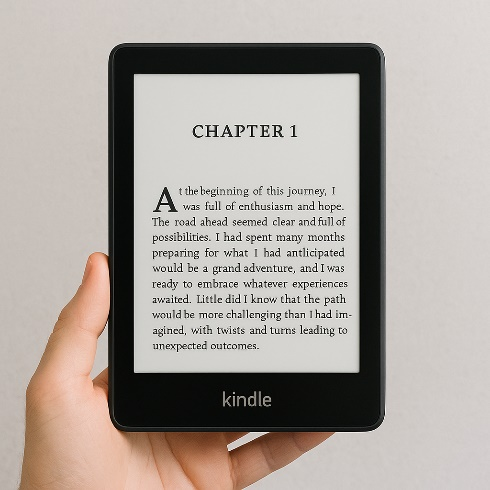 CHAPTER 1
At the beginning of this journey, I
was full of enthusiasm and hope.
The road ahead seemed clear and full of
possibilities. I had spent many months
preparing for what I had antlicipated
would be a grand adventure, and I was
ready to embrace whatever experiences
awaited. Little did I know that the path
would be more challenging than I had im-
agined, with twists and turns leading to
unexpected outcomes.
kindle